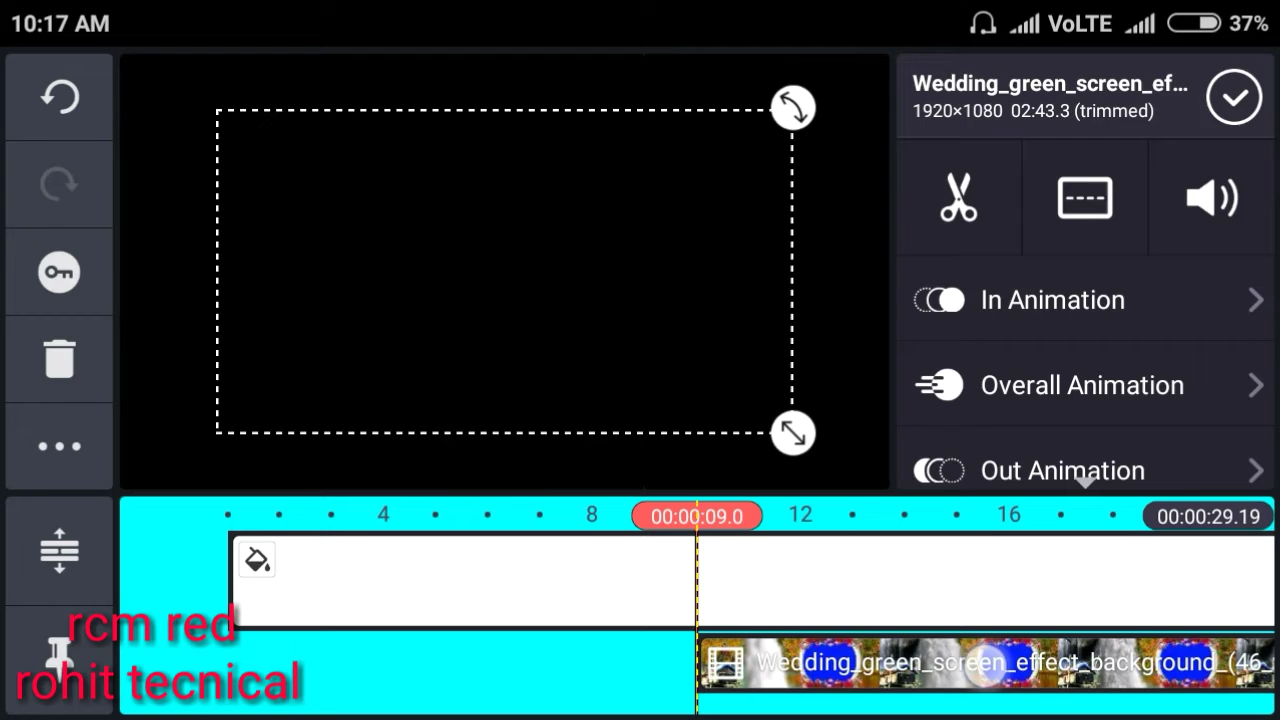 10:17 AM
VoLTE
37%
Wedding_green_screen_ef...
1920×1080 02:43.3 (trimmed)
In Animation
Overall Animation
Out Animation
4
8
00:00:09.0
12
16
00:00:29.19
Wedding_green_screen_effect_background_(46_
rcm red
rohit tecnical